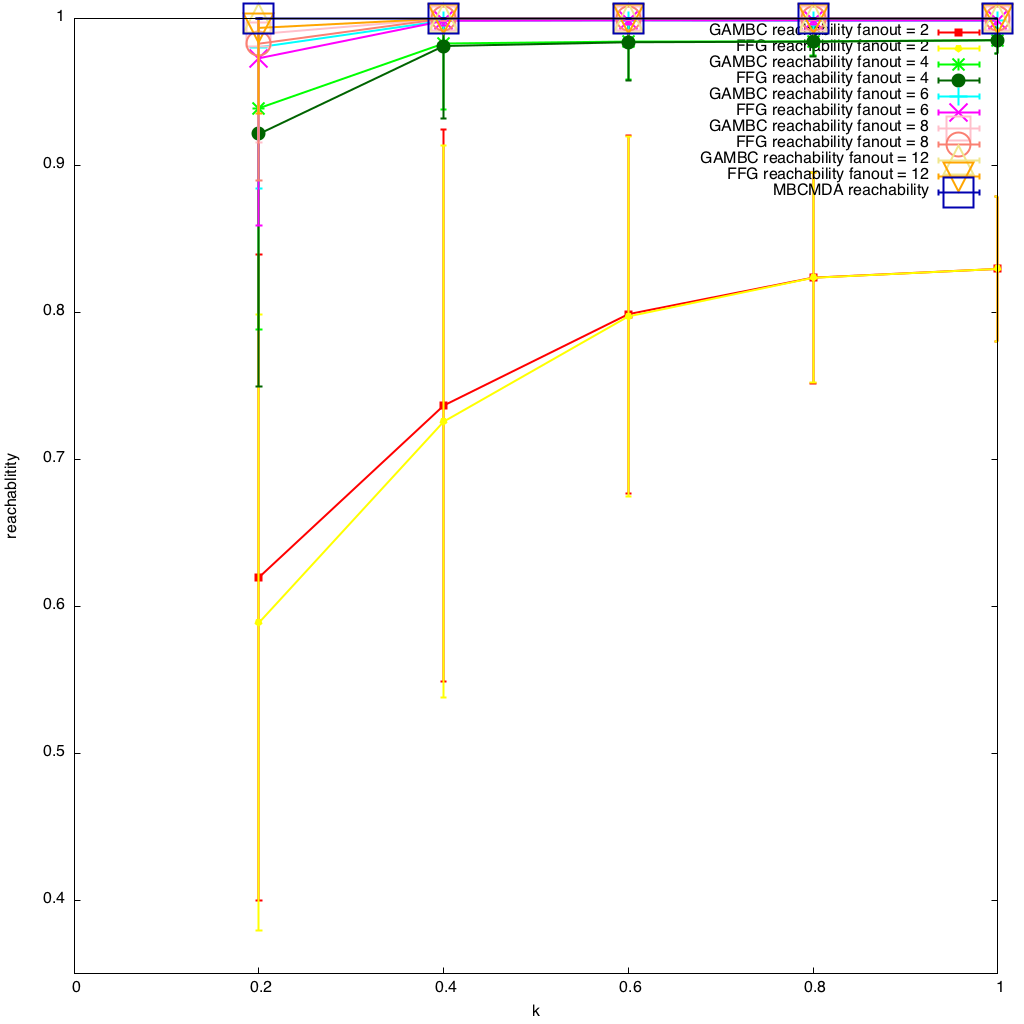 1
0.9
0.8
0.7
0.6
0.5
0.4
0
0.2
0.4
0.6
0.8
1
k
reachablitity
GAMBC reachability fanout = 2
FFG reachability fanout = 2
GAMBC reachability fanout = 4
FFG reachability fanout = 4
GAMBC reachability fanout = 6
FFG reachability fanout = 6
GAMBC reachability fanout = 8
FFG reachability fanout = 8
GAMBC reachability fanout = 12
FFG reachability fanout = 12
MBCMDA reachability